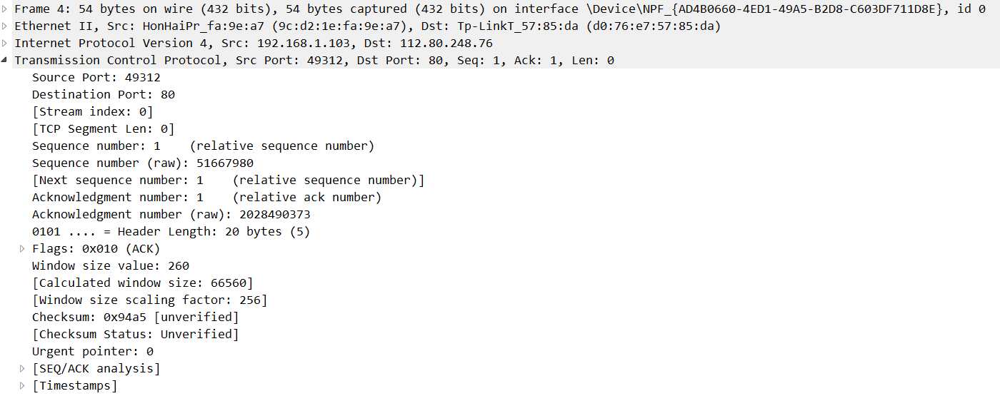 Frame 4: 54 bytes on wire (432 bits), 54 bytes captured (432 bits) on interface \Device\NPF_{AD4B0660-4ED1-49A5-B2D8-C603DF711D8E}, id 0
Ethernet II, Src: HonHaiPr_fa:9e:a7 (9c:d2:1e:fa:9e:a7), Dst: Tp-LinkT_57:85:da (d0:76:e7:57:85:da)
Internet Protocol Version 4, Src: 192.168.1.103, Dst: 112.80.248.76
Transmission Control Protocol, Src Port: 49312, Dst Port: 80, Seq: 1, Ack: 1, Len: 0
Source Port: 49312
Destination Port: 80
[Stream index: 0]
[TCP Segment Len: 0]
Sequence number: 1    (relative sequence number)
Sequence number (raw): 51667980
[Next sequence number: 1    (relative sequence number)]
Acknowledgment number: 1    (relative ack number)
Acknowledgment number (raw): 2028490373
0101 .... = Header Length: 20 bytes (5)
Flags: 0x010 (ACK)
Window size value: 260
[Calculated window size: 66560]
[Window size scaling factor: 256]
Checksum: 0x94a5 [unverified]
[Checksum Status: Unverified]
Urgent pointer: 0
[SEQ/ACK analysis]
[Timestamps]